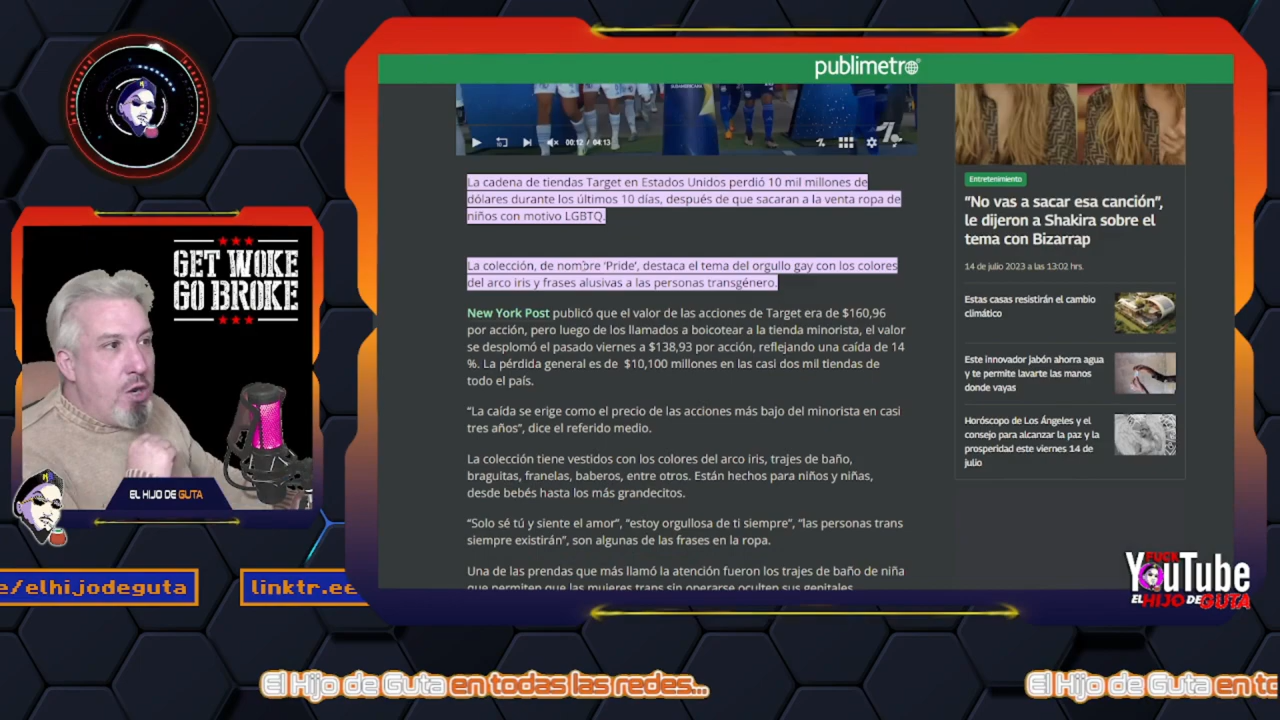 publimetro
00:12 / 04:13
La cadena de tiendas Target en Estados Unidos perdió 10 mil millones de
dólares durante los últimos 10 días, después de que sacaran a la venta ropa de
niños con motivo LGBTQ.
La colección, de nombre ‘Pride’, destaca el tema del orgullo gay con los colores
del arco iris y frases alusivas a las personas transgénero.
New York Post publicó que el valor de las acciones de Target era de $160,96
por acción, pero luego de los llamados a boicotear a la tienda minorista, el valor
se desplomó el pasado viernes a $138,93 por acción, reflejando una caída de 14
%. La pérdida general es de $10,100 millones en las casi dos mil tiendas de
todo el país.
“La caída se erige como el precio de las acciones más bajo del minorista en casi
tres años”, dice el referido medio.
La colección tiene vestidos con los colores del arco iris, trajes de baño,
braguitas, franelas, baberos, entre otros. Están hechos para niños y niñas,
desde bebés hasta los más grandecitos.
“Solo sé tú y siente el amor”, “estoy orgullosa de ti siempre”, “las personas trans
siempre existirán”, son algunas de las frases en la ropa.
Una de las prendas que más llamó la atención fueron los trajes de baño de niña
que permiten que las mujeres trans sin operarse oculten sus genitales
Entretenimiento
“No vas a sacar esa canción”,
le dijeron a Shakira sobre el
tema con Bizarrap
14 de julio 2023 a las 13:02 hrs.
Estas casas resistirán el cambio
climático
Este innovador jabón ahorra agua
y te permite lavarte las manos
donde vayas
Horóscopo de Los Ángeles y el
consejo para alcanzar la paz y la
prosperidad este viernes 14 de
julio
GET WOKE
GO BROKE
EL HIJO DE GUTA
e/elhijodeguta
linktr.ee
YouTube
EL HIJO DE GUTA
El Hijo de Guta en todas las redes...
El Hijo de Guta en to